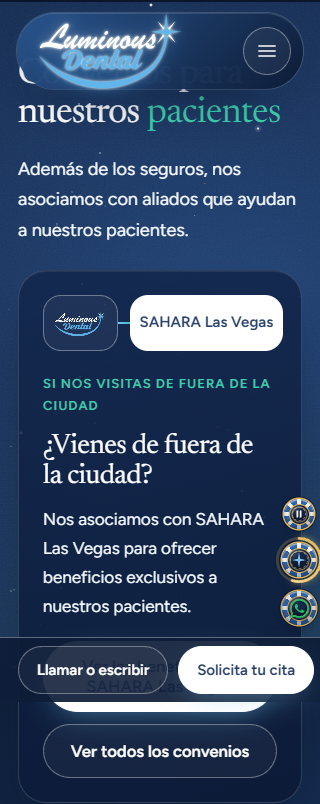 Luminous
Dental
para
nuestros pacientes
Además de los seguros, nos
asociamos con aliados que ayudan
a nuestros pacientes.
Luminous
Dental
SAHARA Las Vegas
SI NOS VISITAS DE FUERA DE LA
CIUDAD
¿Vienes de fuera de
la ciudad?
Nos asociamos con SAHARA
Las Vegas para ofrecer
beneficios exclusivos a
nuestros pacientes.
Llamar o escribir
Solicita tu cita
SAHARA
Ver todos los convenios